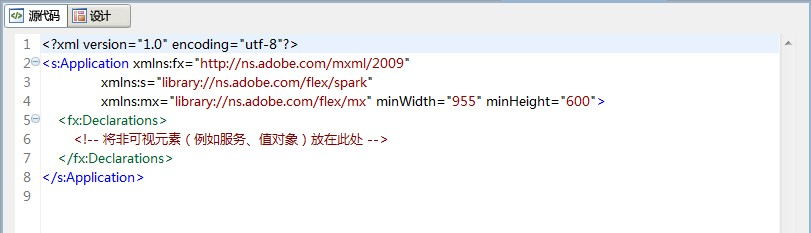 源代码 设计
1 <?xml version="1.0" encoding="utf-8"?>
2 <s:Application xmlns:fx="http://ns.adobe.com/mxml/2009"
3 xmlns:s="library://ns.adobe.com/flex/spark"
4 xmlns:mx="library://ns.adobe.com/flex/mx" minWidth="955" minHeight="600">
5 <fx:Declarations>
6 <!-- 将非可视元素（例如服务、值对象）放在此处 -->
7 </fx:Declarations>
8 </s:Application>
9